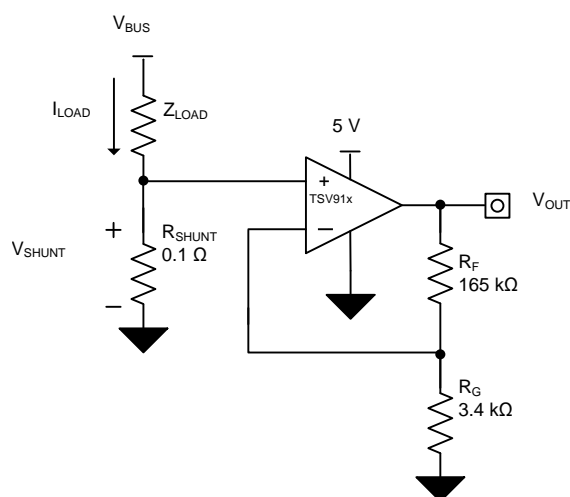 VBUS
ILOAD
ZLOAD
5 V
+
TSV91x
−
VOUT
+
VSHUNT
RSHUNT
0.1 Ω
−
RF
165 kΩ
RG
3.4 kΩ